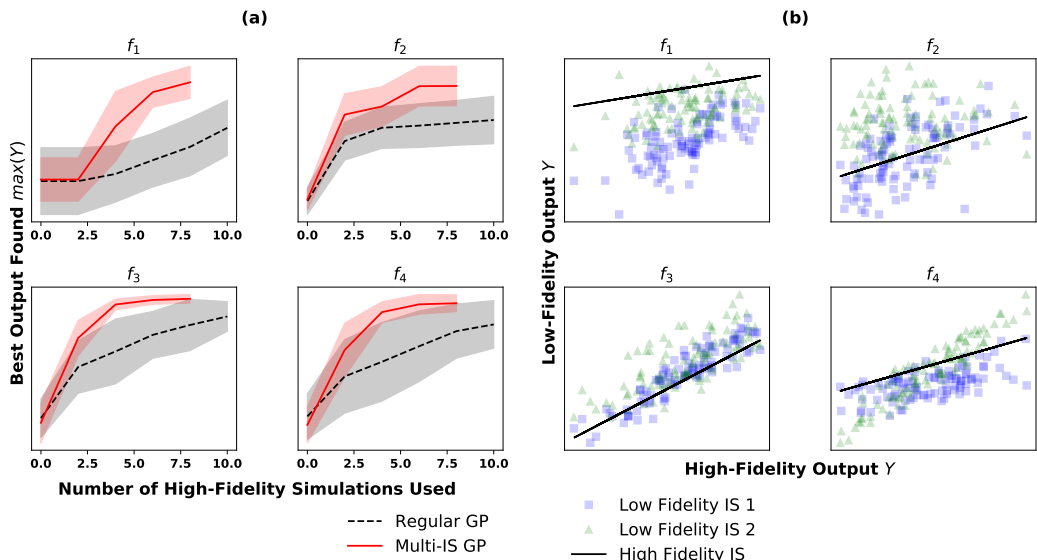 (a)
f1
f2
0.0 2.5 5.0 7.5 10.0
0.0 2.5 5.0 7.5 10.0
f3
f4
0.0 2.5 5.0 7.5 10.0
0.0 2.5 5.0 7.5 10.0
Best Output Found max(Y)
Number of High-Fidelity Simulations Used
Regular GP
Multi-IS GP
(b)
f1
f2
f3
f4
Low-Fidelity Output Y
High-Fidelity Output Y
Low Fidelity IS 1
Low Fidelity IS 2
High Fidelity IS